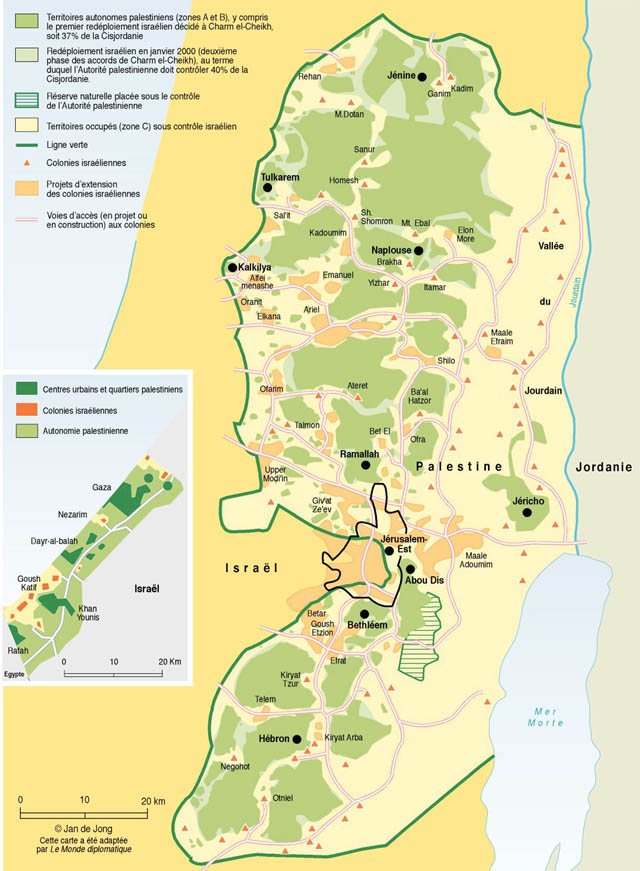 Territoires autonomes palestiniens (zones A et B), y compris
le premier redéploiement israélien décidé à Charm el-Cheikh,
soit 37% de la Cisjordanie
Redéploiement israélien en janvier 2000 (deuxième
phase des accords de Charm el-Cheikh), au terme
duquel l'Autorité palestinienne doit contrôler 40% de la
Cisjordanie.
Réserve naturelle placée sous le contrôle
de l'Autorité palestinienne
Territoires occupés (zone C) sous contrôle israélien
Ligne verte
Colonies israéliennes
Projets d'extension
des colonies israéliennes
Voies d'accès (en projet ou
en construction) aux colonies
Rehan
Jénine
Ganim
Kadim
M.Dotan
Sanur
Tulkarem
Homesh
Sal'it
Sh.
Shomron
Mt. Ebal
Kadoumim
Elon
More
Naplouse
Brakha
Vallée
Kalkilya
Alfei
menashe
Emanuel
Yizhar
Itamar
Oranit
Elkana
Ariel
du
Jourdain
Maale
Efraim
Shilo
Ofarim
Ateret
Ba'al
Hatzor
Jourdain
Talmon
Bet El
Ofra
Ramallah
Palestine
Jordanie
Upper
Modi'in
Giv'at
Ze'ev
Jéricho
Jérusalem-
Est
Israël
Maale
Adoumim
Abou Dis
Betar
Goush
Etzion
Bethléem
Efrat
Kiryat
Tzur
Telem
Mer
Morte
Hébron
Kiryat Arba
Negohot
Otniel
Centres urbains et quartiers palestiniens
Colonies israéliennes
Autonomie palestinienne
Gaza
Nezarim
Dayr-al-balah
Goush
Katif
Israël
Khan
Younis
Rafah
Egypte
0 10 20 Km
0 10 20 km
© Jan de Jong
Cette carte a été adaptée
par Le Monde diplomatique